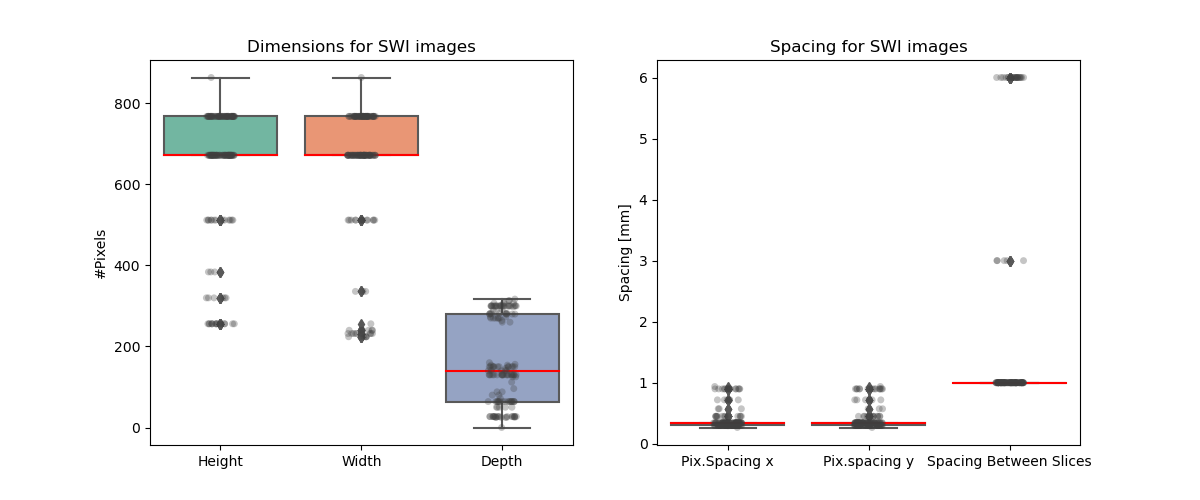 Dimensions for SWI images
#Pixels
800
600
400
200
0
Height
Width
Depth
Spacing for SWI images
Spacing [mm]
6
5
4
3
2
1
0
Pix.Spacing x
Pix.spacing y
Spacing Between Slices